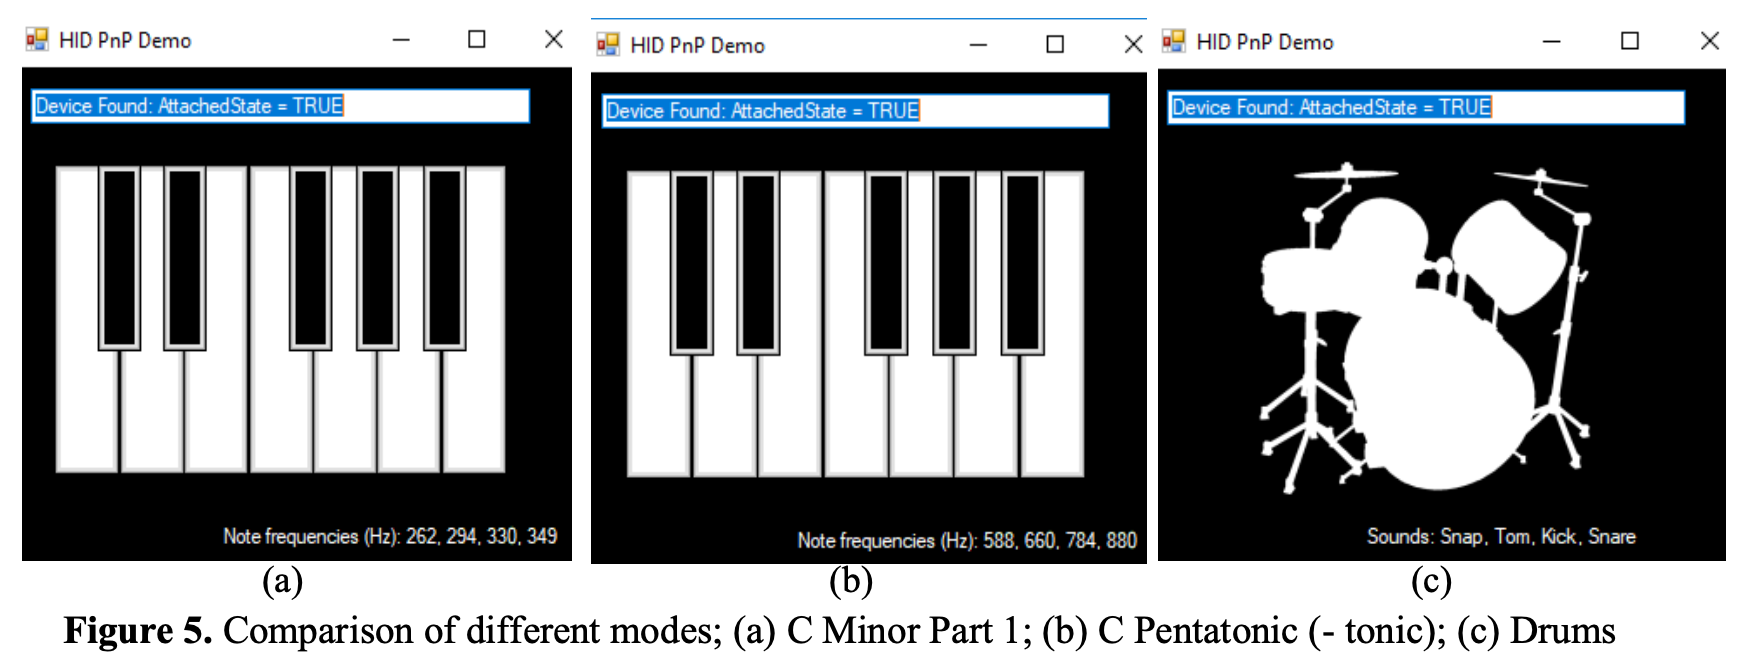 HID PnP Demo
Device Found: AttachedState = TRUE
Note frequencies (Hz): 262, 294, 330, 349
(a)
HID PnP Demo
Device Found: AttachedState = TRUE
Note frequencies (Hz): 588, 660, 784, 880
(b)
HID PnP Demo
Device Found: AttachedState = TRUE
Sounds: Snap, Tom, Kick, Snare
(c)
Figure 5. Comparison of different modes; (a) C Minor Part 1; (b) C Pentatonic (- tonic); (c) Drums